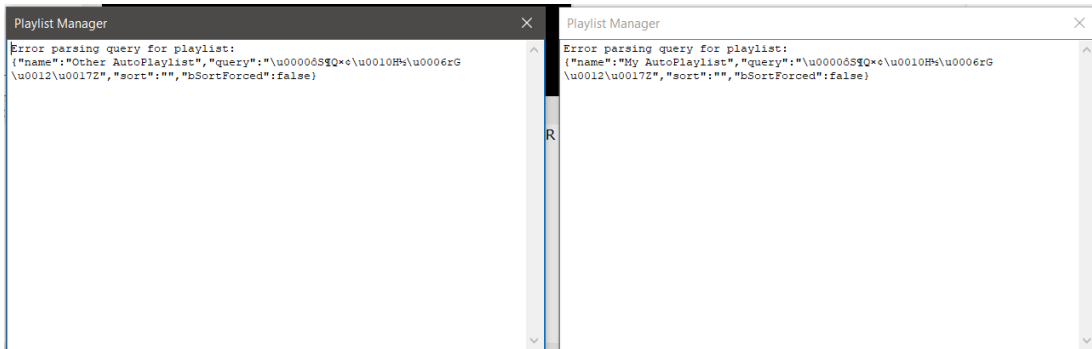 Playlist Manager
Error parsing query for playlist:
{"name":"Other AutoPlaylist","query":"\u0000ôS¶Q×¢\u0010H½\u0006rG
\u0012\u0017Z","sort":"","bSortForced":false}
R
Playlist Manager
Error parsing query for playlist:
{"name":"My AutoPlaylist","query":"\u0000ôS¶Q×¢\u0010H½\u0006rG
\u0012\u0017Z","sort":"","bSortForced":false}